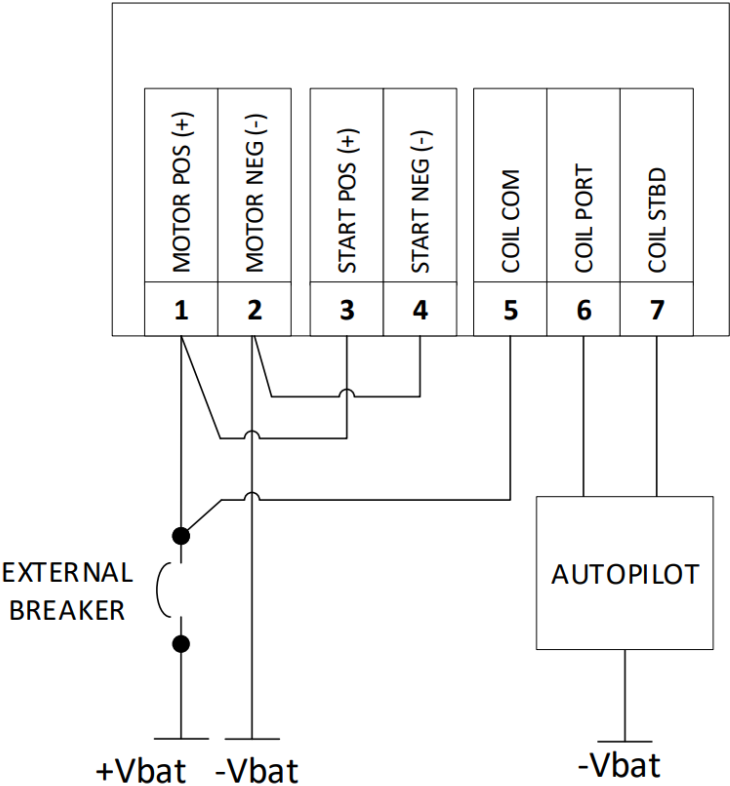 MOTOR POS (+)
MOTOR NEG (-)
START POS (+)
START NEG (-)
COIL COM
COIL PORT
COIL STBD
1
2
3
4
5
6
7
EXTERNAL
BREAKER
AUTOPILOT
+Vbat
-Vbat
-Vbat